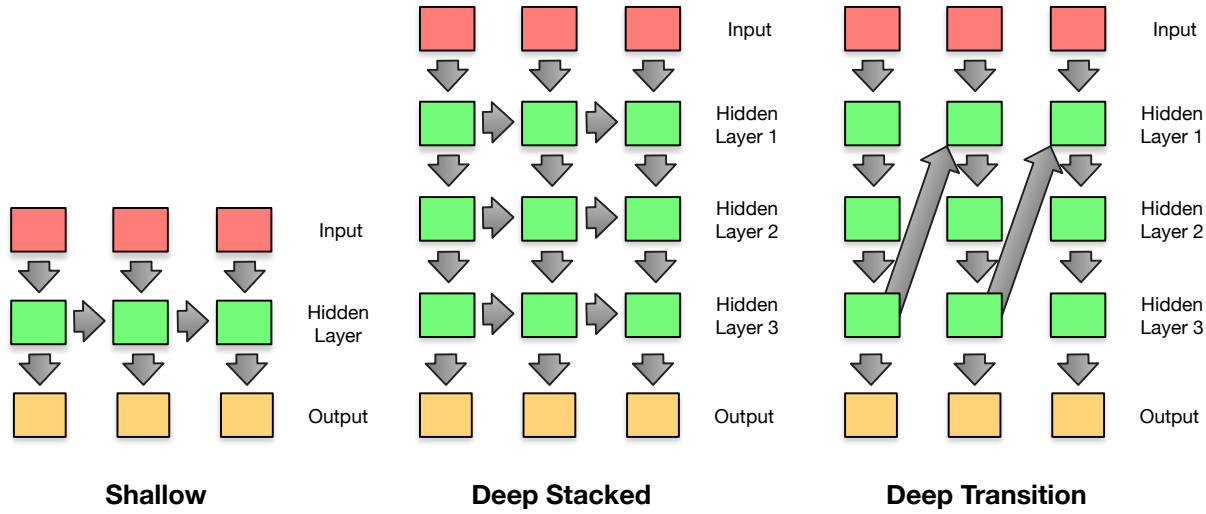 Input
Hidden
Layer
Output
Shallow
Input
Hidden
Layer 1
Hidden
Layer 2
Hidden
Layer 3
Output
Deep Stacked
Input
Hidden
Layer 1
Hidden
Layer 2
Hidden
Layer 3
Output
Deep Transition